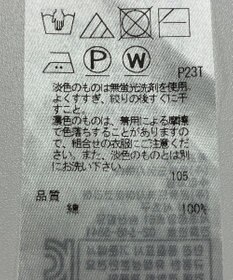 P W
P23T
淡色のものは無蛍光洗剤を使用、
よくすすぎ、絞りの後すぐに干
すこと。
濃色のものは、着用による摩擦
で色落ちすることがありますの
で、組合せの衣服にご注意くだ
さい。また、淡色のものとは別
にお洗い下さい。
105
品質
綿 100%